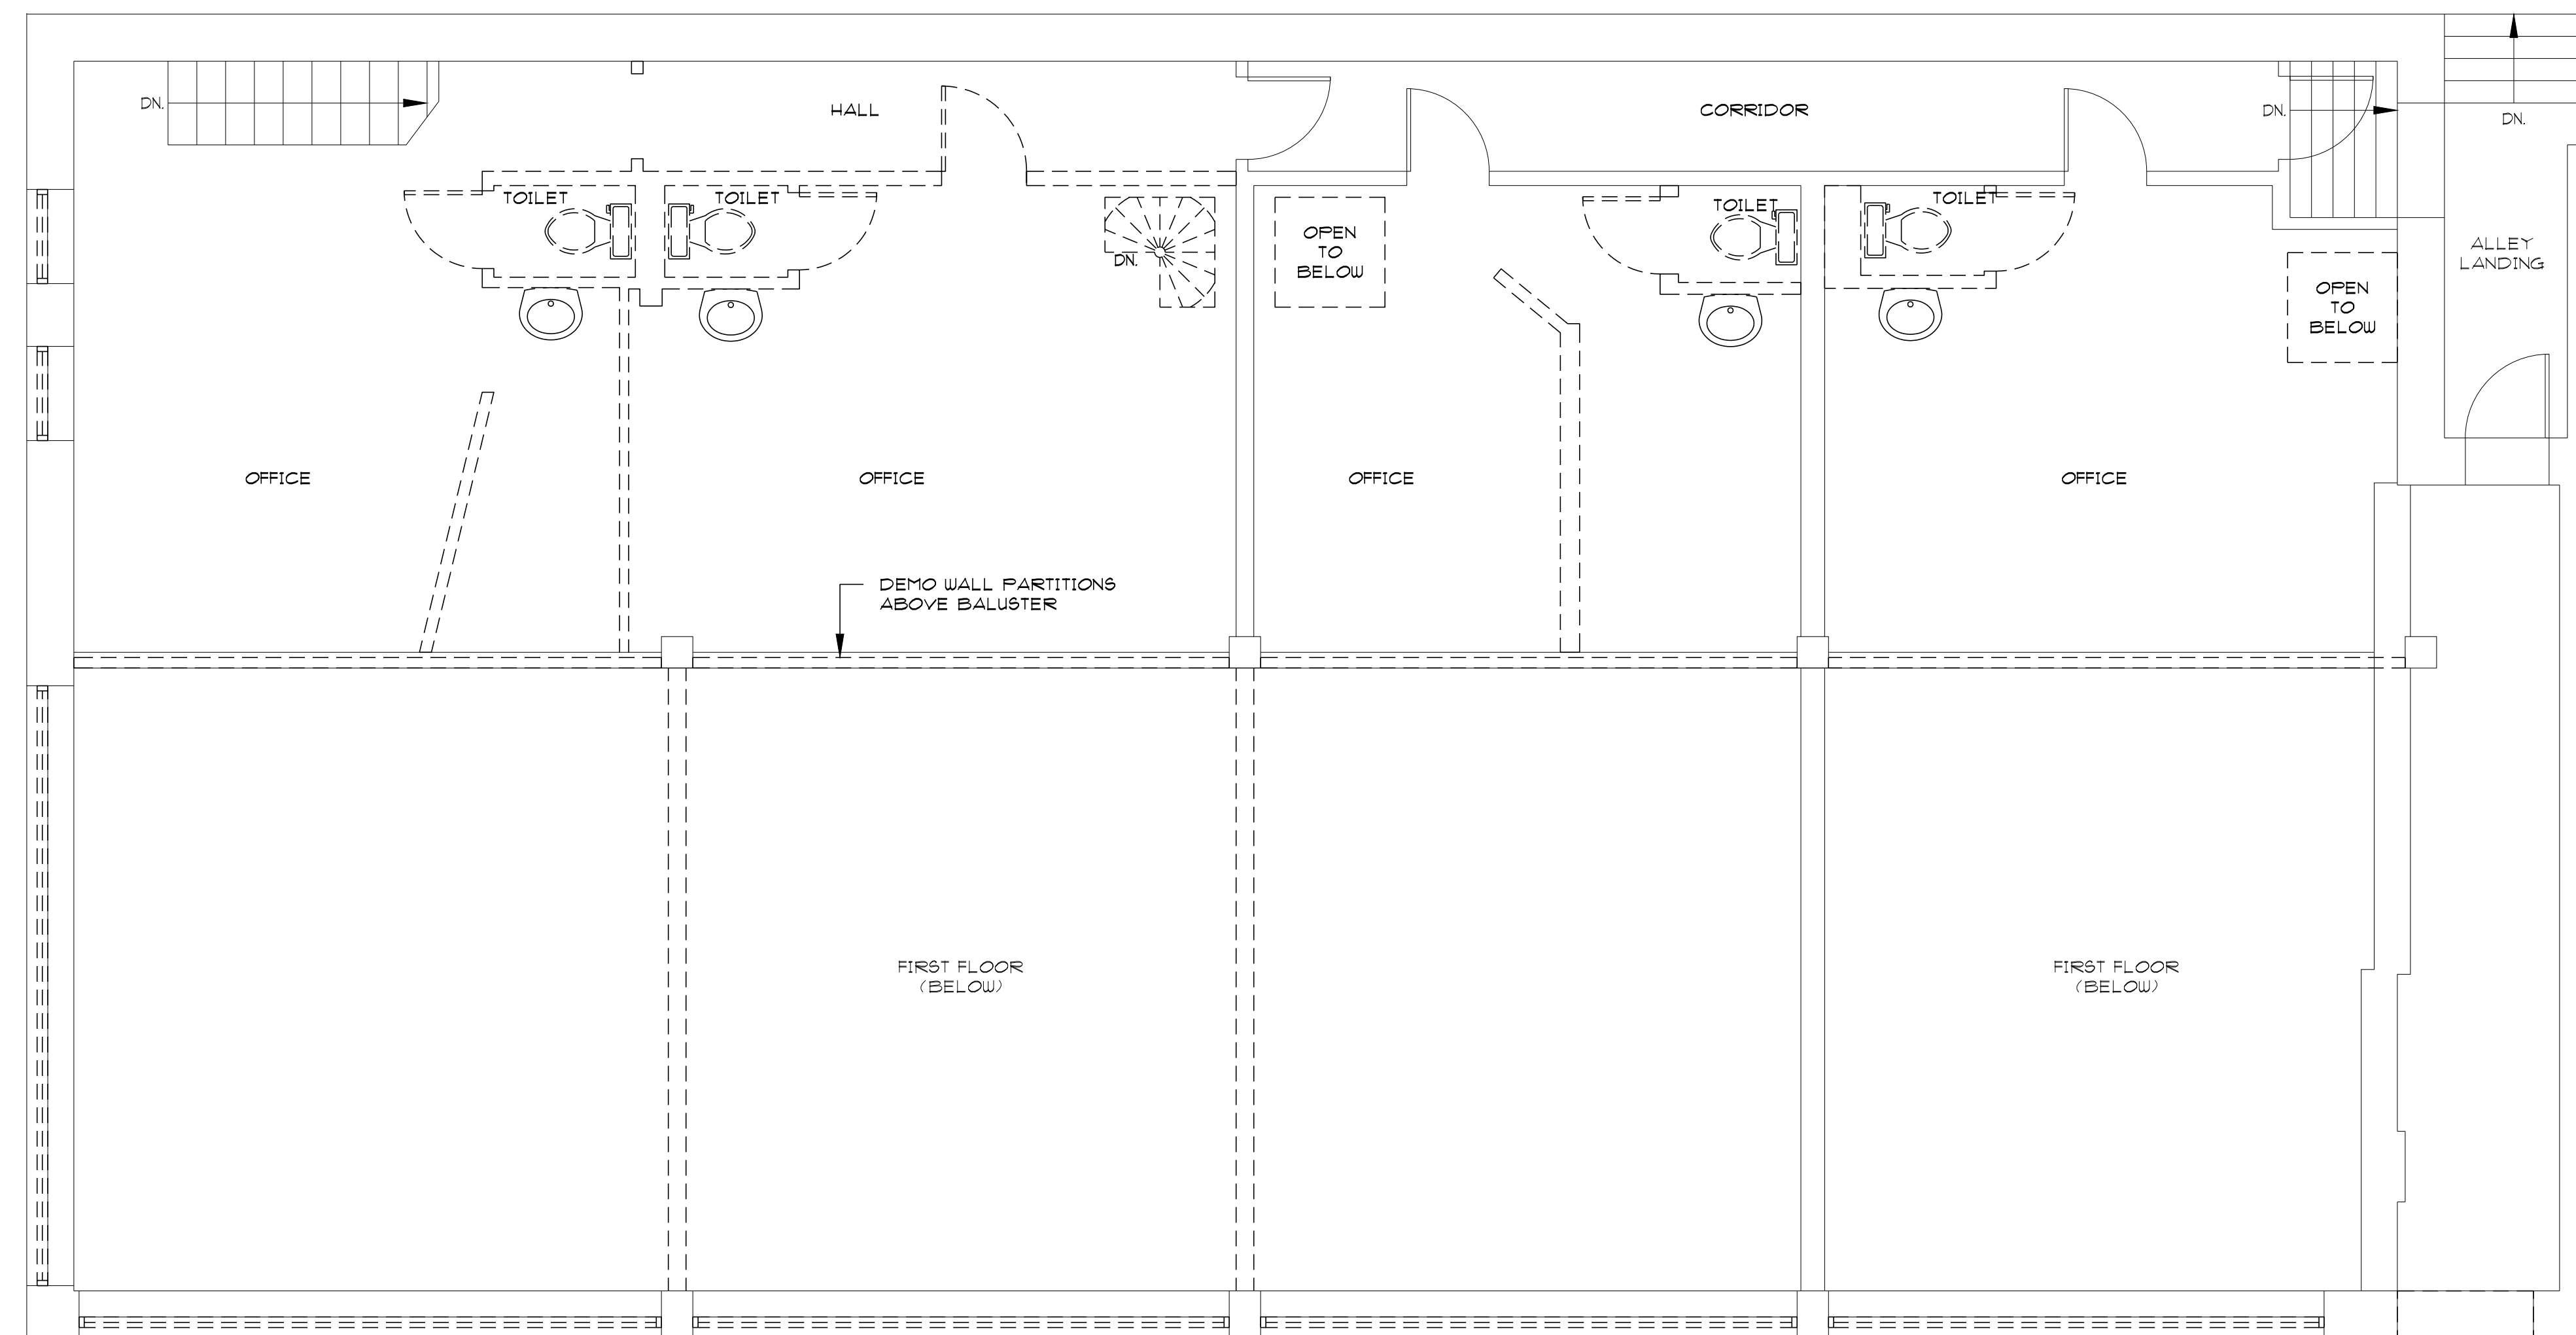 DN.
HALL
CORRIDOR
DN.
DN.
TOILET
TOILET
TOILET
TOILET
DN.
OPEN
TO
BELOW
ALLEY
LANDING
OPEN
TO
BELOW
OFFICE
OFFICE
OFFICE
OFFICE
DEMO WALL PARTITIONS
ABOVE BALUSTER
FIRST FLOOR
(BELOW)
FIRST FLOOR
(BELOW)